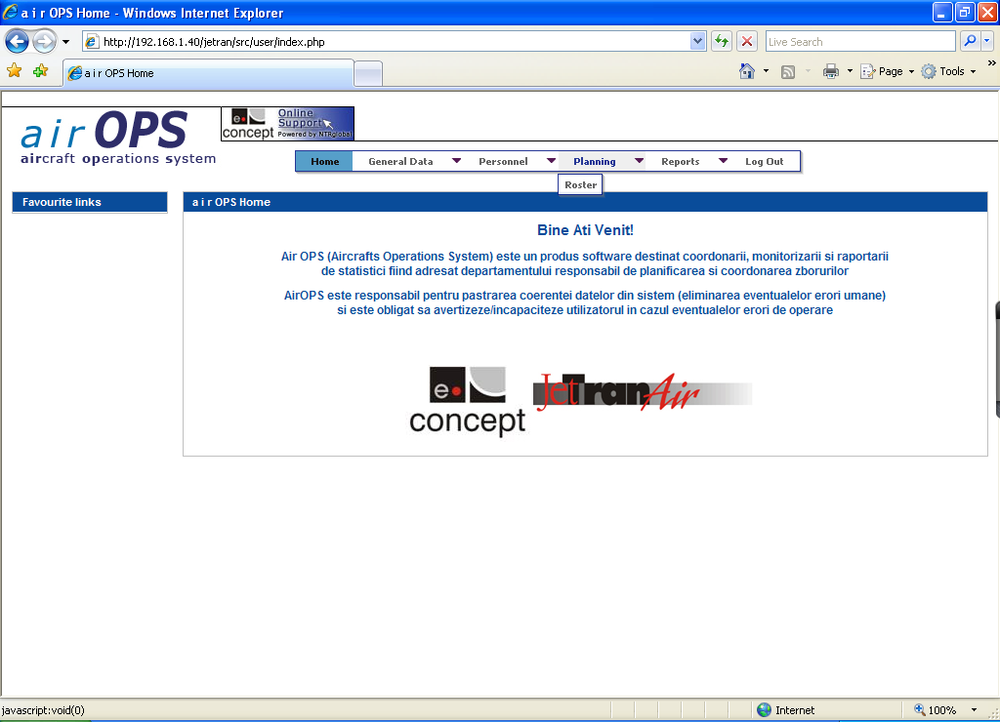 a i r OPS Home - Windows Internet Explorer
http://192.168.1.40/jetran/src/user/index.php
Live Search
a i r OPS Home
Page
Tools
air OPS
aircraft operations system
e concept
Online Support
Powered by NTRglobal
Home
General Data
Personnel
Planning
Reports
Log Out
Roster
Favourite links
a i r OPS Home
Bine Ati Venit!
Air OPS (Aircrafts Operations System) este un produs software destinat coordonarii, monitorizarii si raportarii
de statistici fiind adresat departamentului responsabil de planificarea si coordonarea zborurilor
AirOPS este responsabil pentru pastrarea coerentei datelor din sistem (eliminarea eventualelor erori umane)
si este obligat sa avertizeze/incapaciteze utilizatorul in cazul eventualelor erori de operare
e concept
JetTranAir
javascript:void(0)
Internet
100%